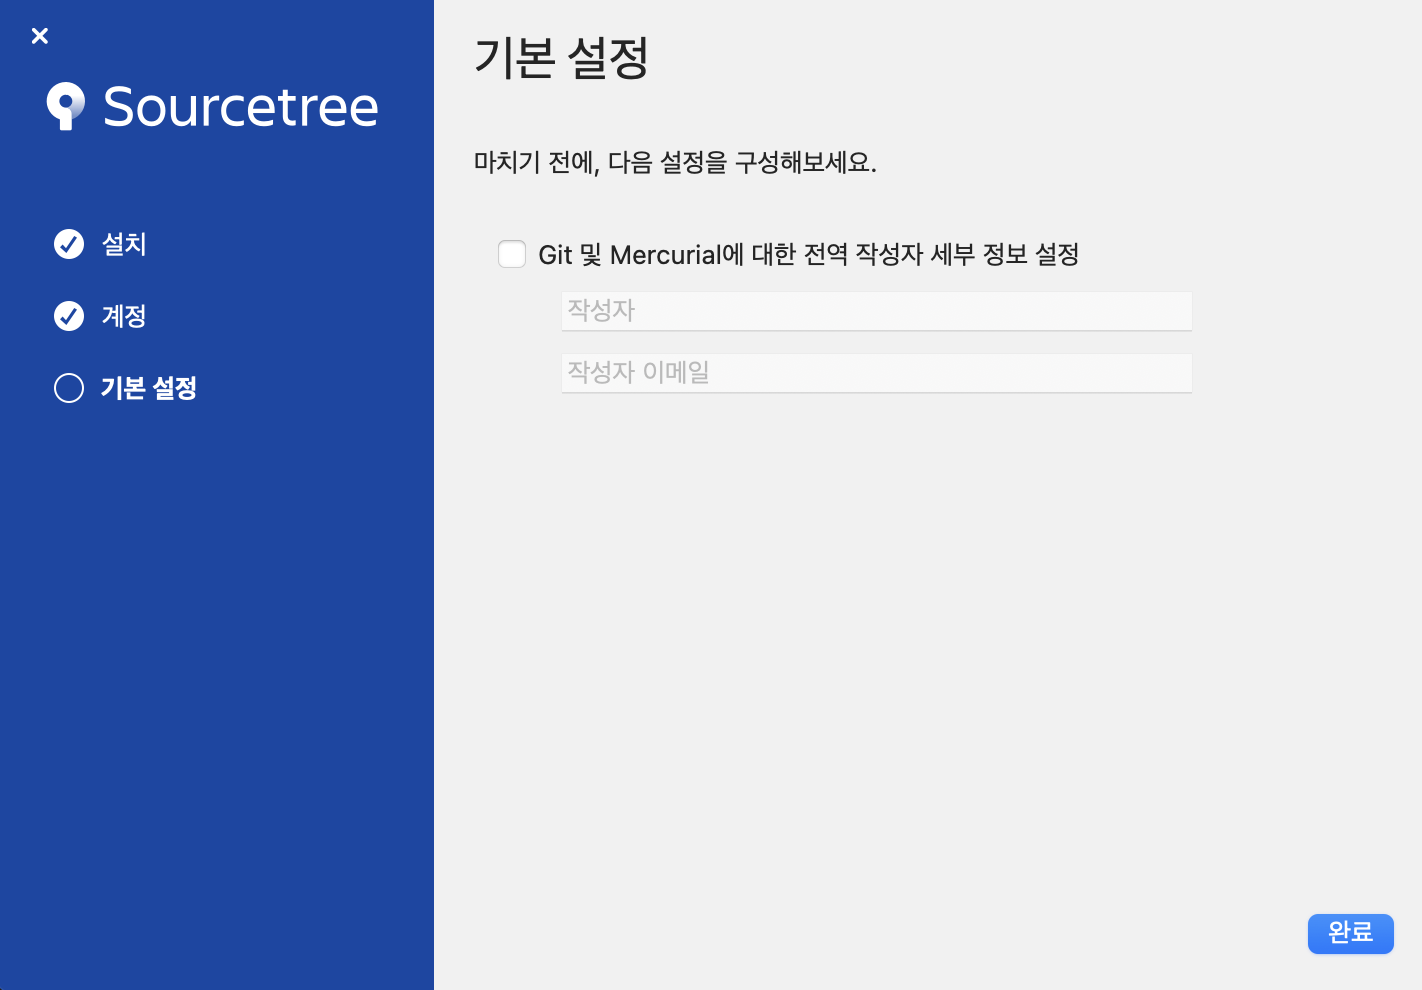 Sourcetree
설치
계정
기본 설정
기본 설정
마치기 전에, 다음 설정을 구성해보세요.
Git 및 Mercurial에 대한 전역 작성자 세부 정보 설정
작성자
작성자 이메일
완료